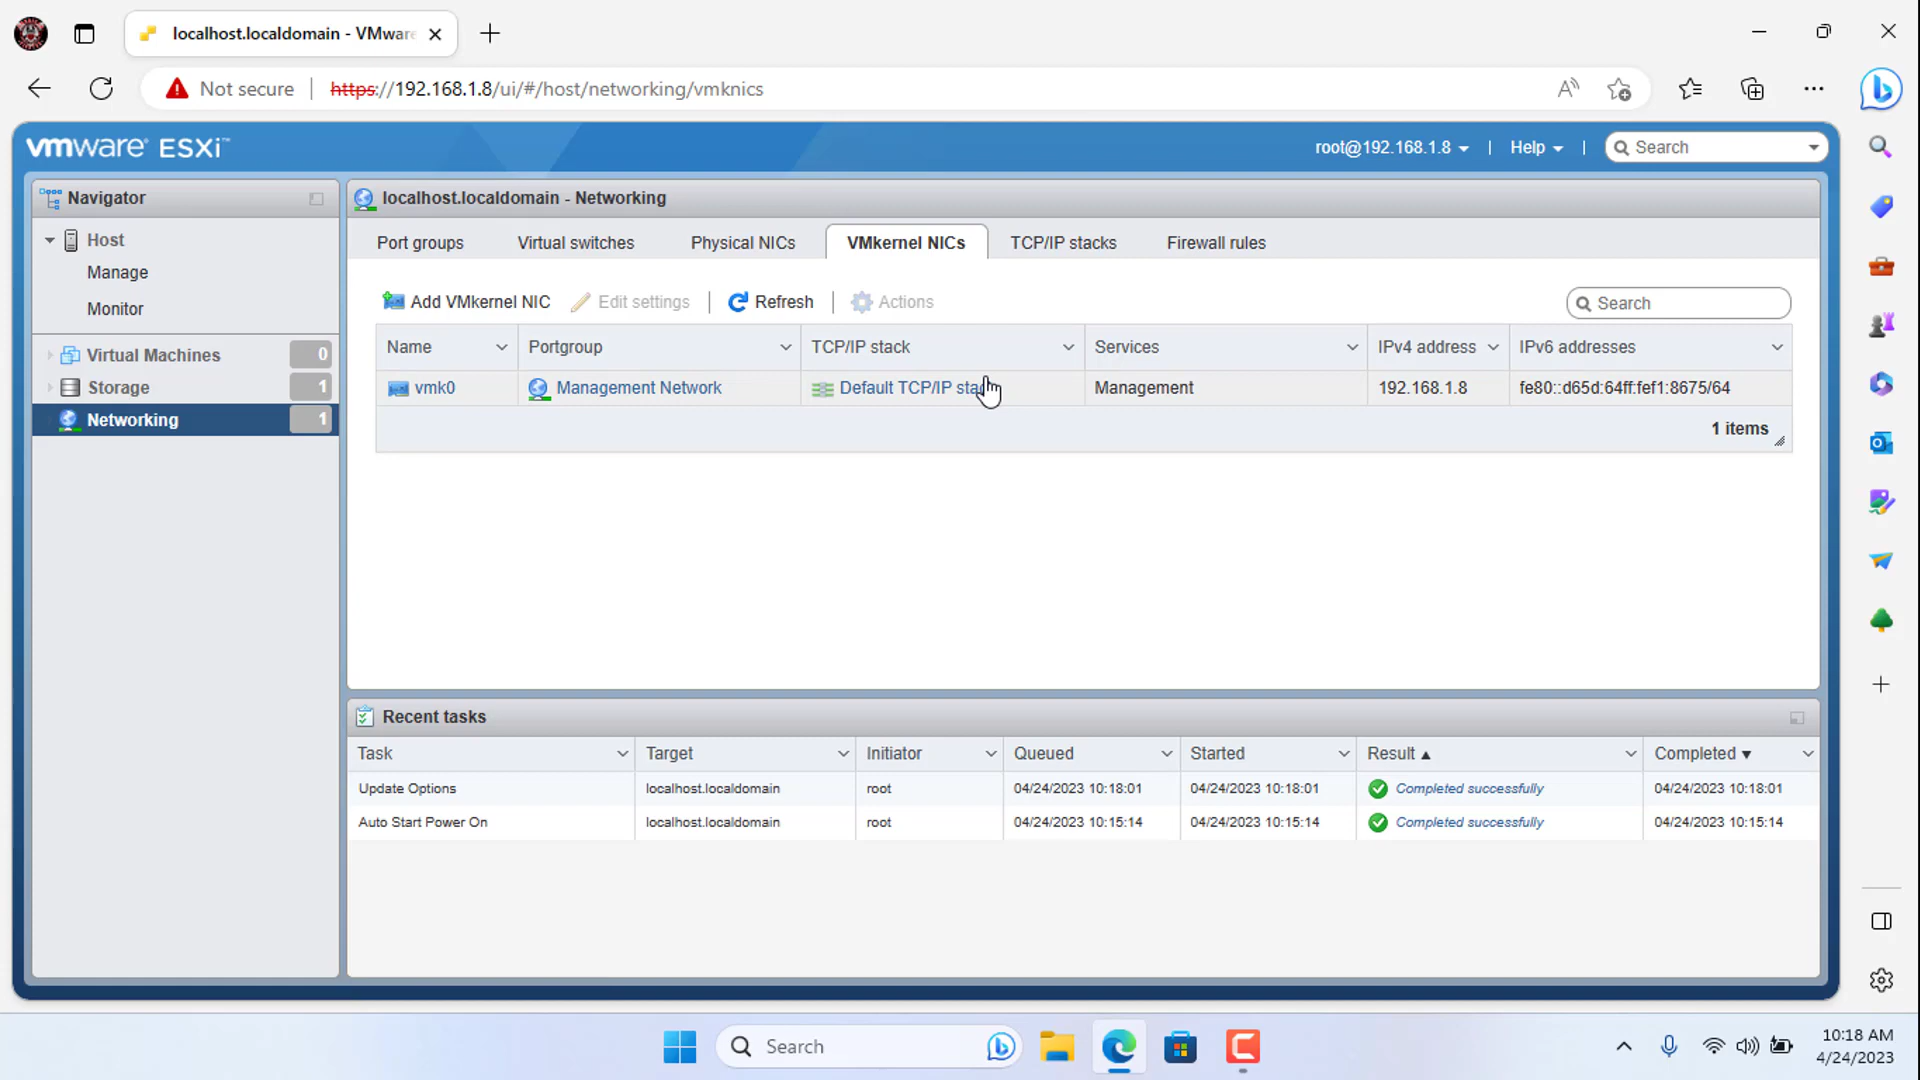 localhost.localdomain - VMware
Not secure
https://192.168.1.8/ui/#/host/networking/vmknics
vmware ESXi™
root@192.168.1.8
Help
Search
Navigator
Host
Manage
Monitor
Virtual Machines 0
Storage 1
Networking 1
localhost.localdomain - Networking
Port groups Virtual switches Physical NICs VMkernel NICs TCP/IP stacks Firewall rules
Add VMkernel NIC Edit settings Refresh Actions Search
Name Portgroup TCP/IP stack Services IPv4 address IPv6 addresses
vmk0 Management Network Default TCP/IP stack Management 192.168.1.8 fe80::d65d:64ff:fef1:8675/64
1 items
Recent tasks
Task Target Initiator Queued Started Result Completed
Update Options localhost.localdomain root 04/24/2023 10:18:01 04/24/2023 10:18:01 Completed successfully 04/24/2023 10:18:01
Auto Start Power On localhost.localdomain root 04/24/2023 10:15:14 04/24/2023 10:15:14 Completed successfully 04/24/2023 10:15:14
Search
10:18 AM
4/24/2023